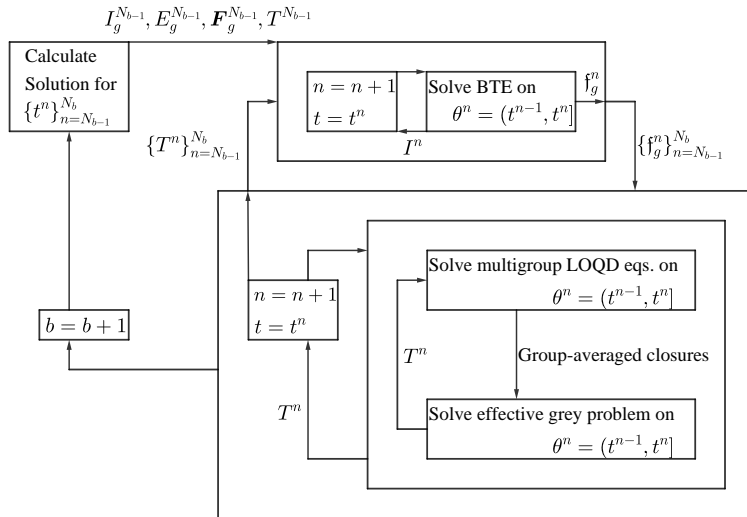 I_g^{N_{b-1}}, E_g^{N_{b-1}}, F_g^{N_{b-1}}, T^{N_{b-1}}
Calculate
Solution for
{t^n}_{n=N_{b-1}}^{N_b}
n = n + 1
t = t^n
Solve BTE on
θ^n = (t^{n-1}, t^n]
𝔣_g^n
I^n
{T^n}_{n=N_{b-1}}^{N_b}
{𝔣_g^n}_{n=N_{b-1}}^{N_b}
Solve multigroup LOQD eqs. on
θ^n = (t^{n-1}, t^n]
n = n + 1
t = t^n
b = b + 1
T^n
Group-averaged closures
T^n
Solve effective grey problem on
θ^n = (t^{n-1}, t^n]